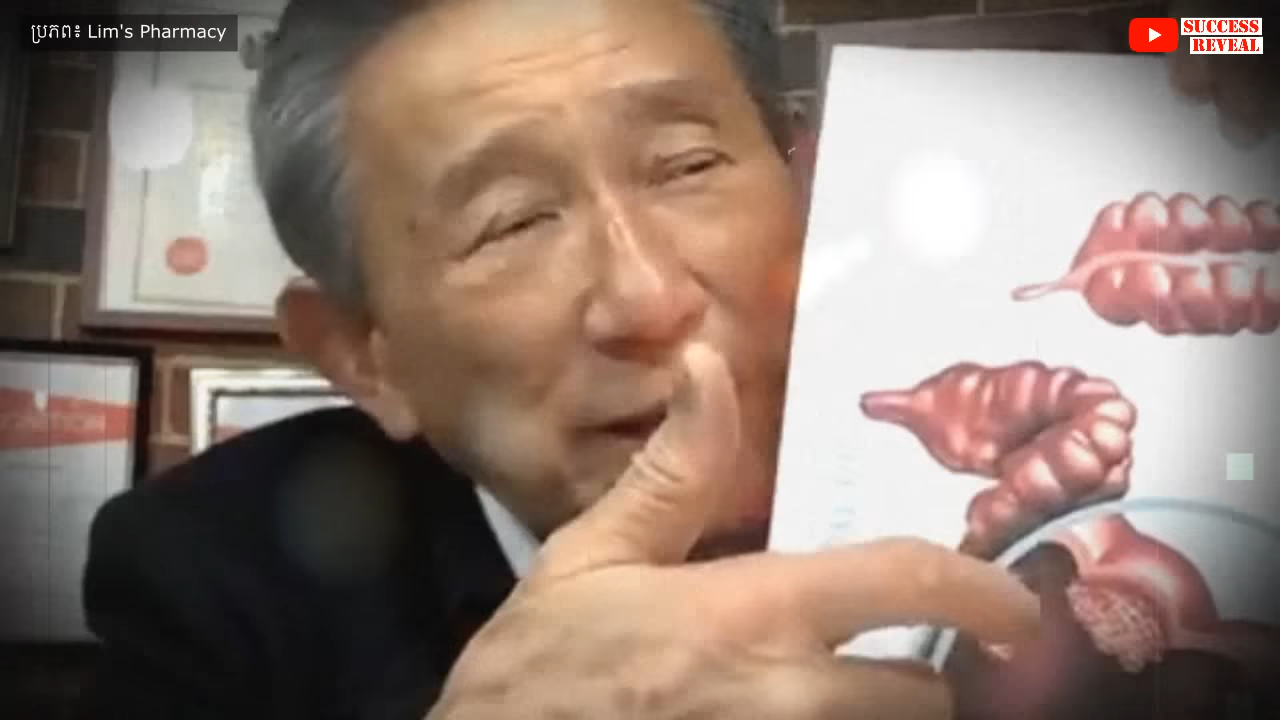 ប្រភព៖ Lim's Pharmacy
SUCCESS
REVEAL